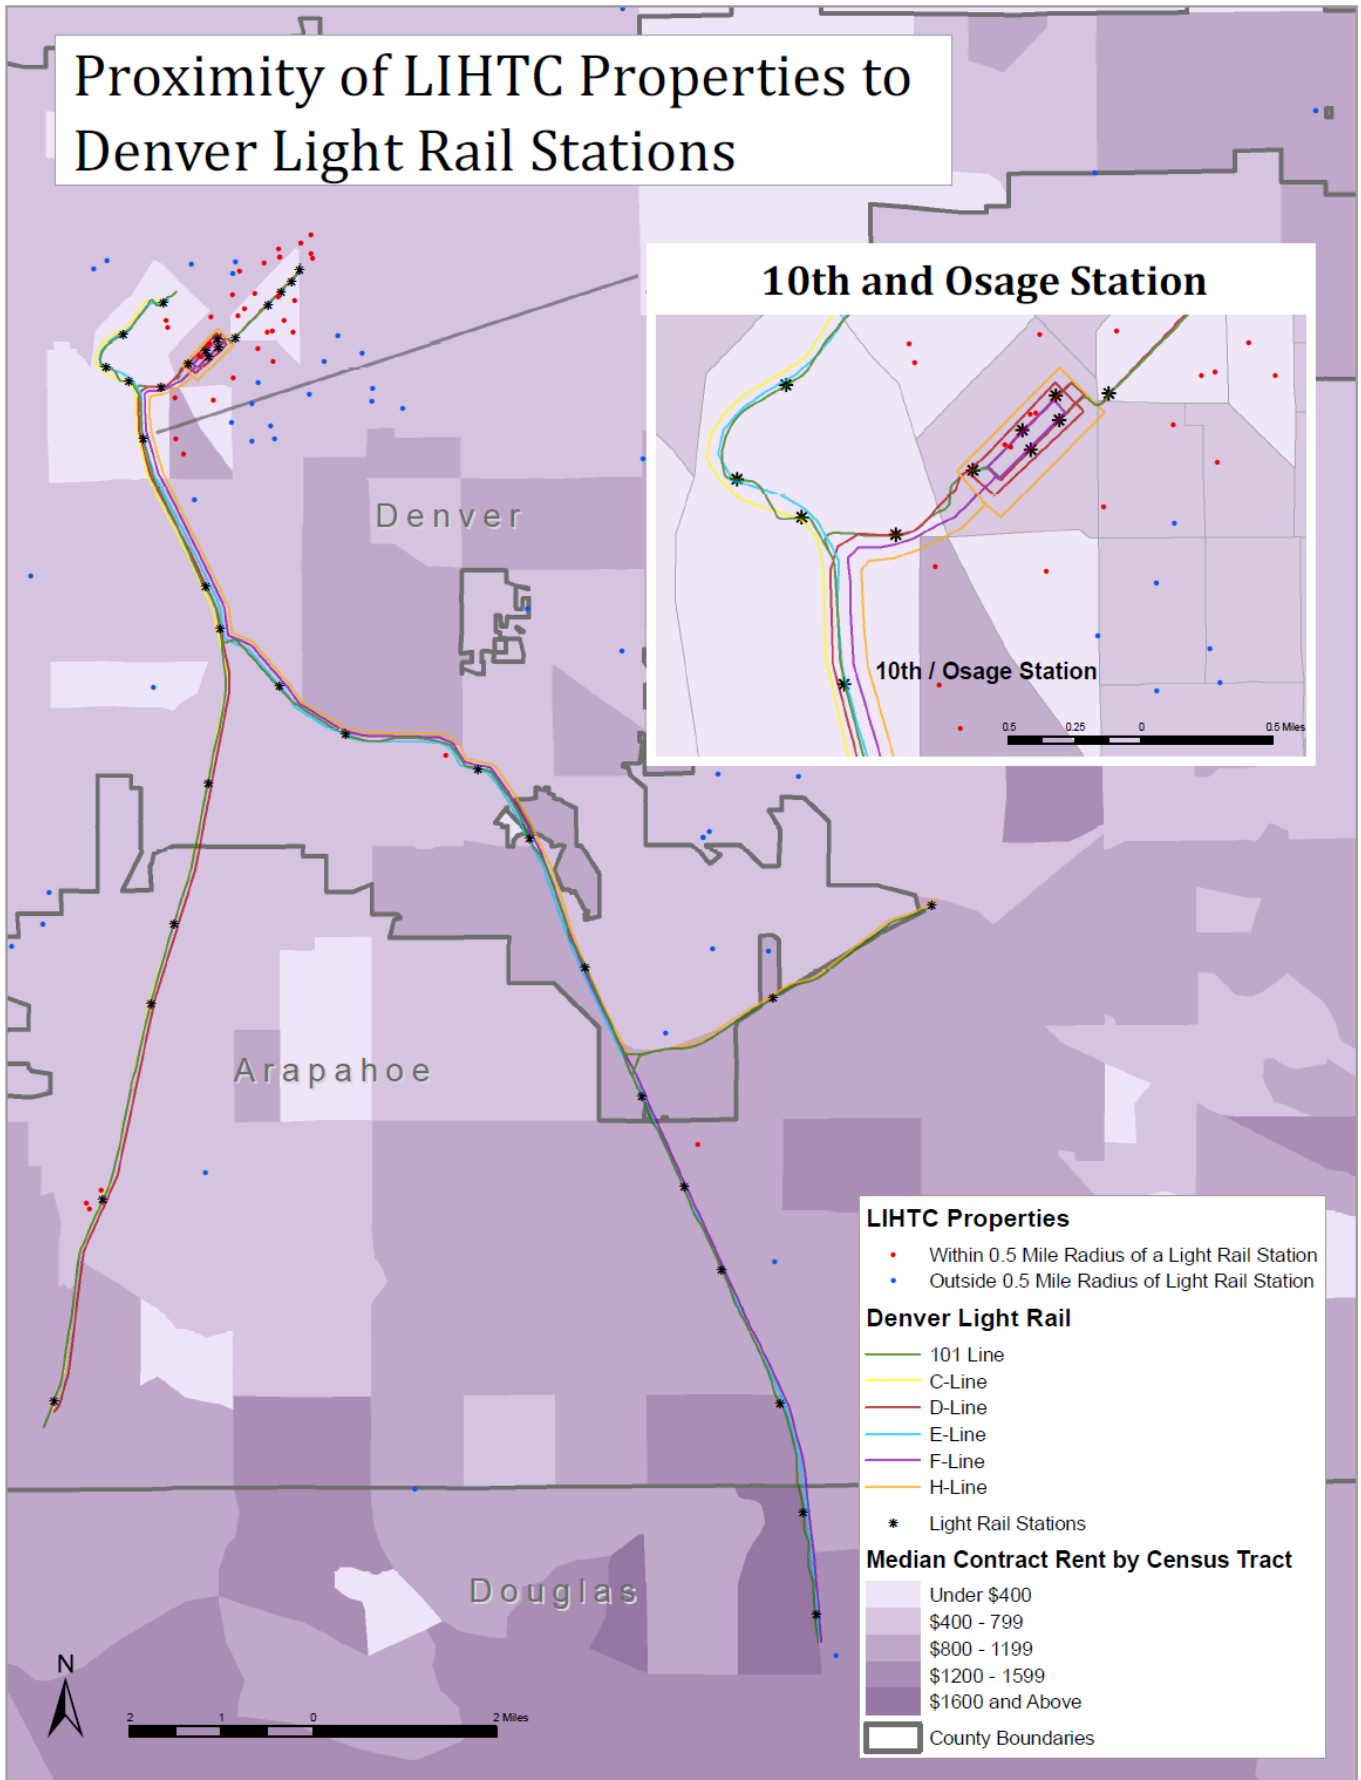 Proximity of LIHTC Properties to
Denver Light Rail Stations
10th and Osage Station
10th / Osage Station
0.5 0.25 0 0.5 Miles
Denver
Arapahoe
Douglas
LIHTC Properties
Within 0.5 Mile Radius of a Light Rail Station
Outside 0.5 Mile Radius of Light Rail Station
Denver Light Rail
101 Line
C-Line
D-Line
E-Line
F-Line
H-Line
Light Rail Stations
Median Contract Rent by Census Tract
Under $400
$400 - 799
$800 - 1199
$1200 - 1599
$1600 and Above
County Boundaries
N
2 1 0 2 Miles